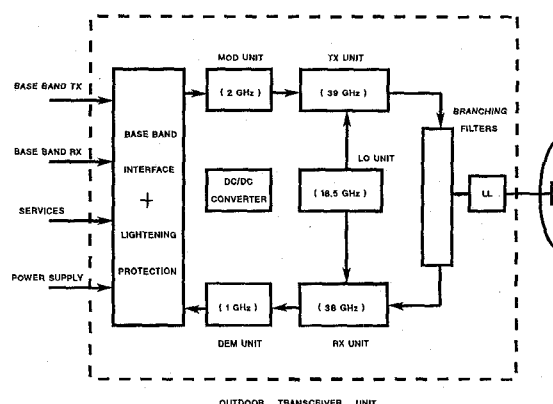 MOD UNIT
TX UNIT
BASE BAND TX
( 2 GHz )
( 39 GHz )
BRANCHING
FILTERS
BASE BAND
INTERFACE
+
LIGHTENING
PROTECTION
BASE BAND RX
LO UNIT
DC/DC
CONVERTER
( 18.5 GHz )
LL
SERVICES
POWER SUPPLY
( 1 GHz )
( 38 GHz )
DEM UNIT
RX UNIT
OUTDOOR TRANSCEIVER UNIT